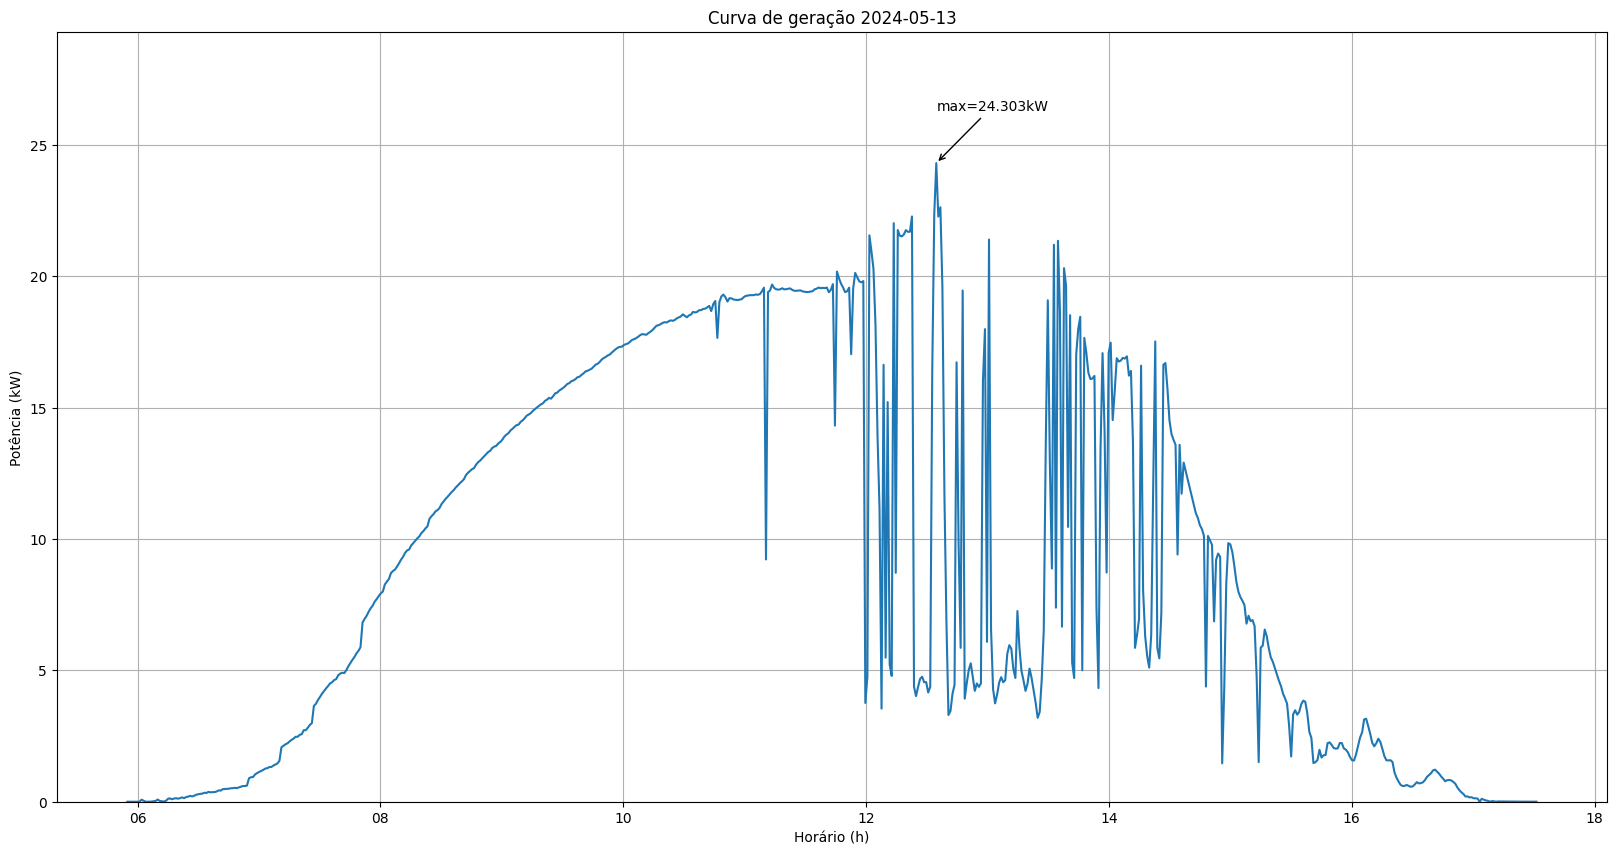 Curva de geração 2024-05-13
max=24.303kW
25
20
15
10
5
0
Potência (kW)
06 08 10 12 14 16 18
Horário (h)